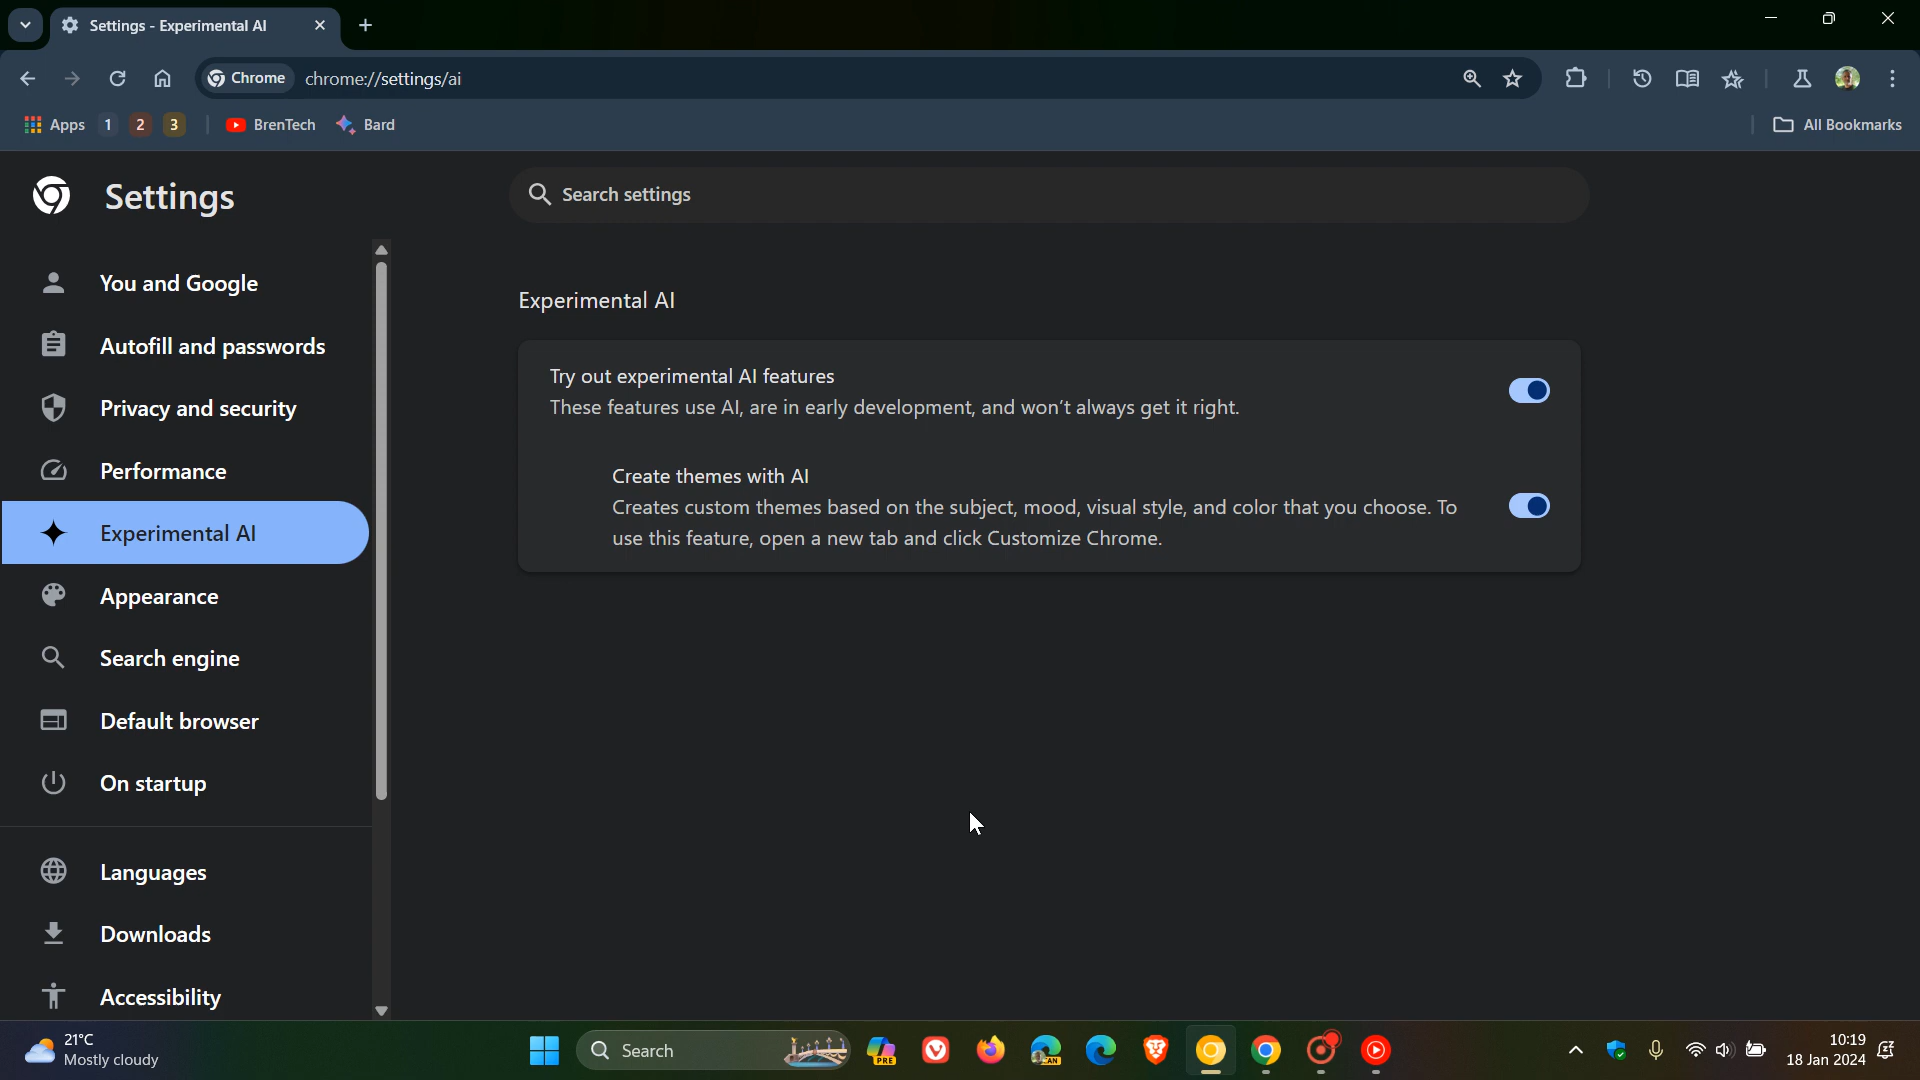 Settings - Experimental AI
Chrome
chrome://settings/ai
Apps
1
2
3
BrenTech
Bard
All Bookmarks
Settings
Search settings
You and Google
Autofill and passwords
Privacy and security
Performance
Experimental AI
Appearance
Search engine
Default browser
On startup
Languages
Downloads
Accessibility
Experimental AI
Try out experimental AI features
These features use AI, are in early development, and won't always get it right.
Create themes with AI
Creates custom themes based on the subject, mood, visual style, and color that you choose. To
use this feature, open a new tab and click Customize Chrome.
21°C
Mostly cloudy
Search
PRE
CAN
10:19
18 Jan 2024